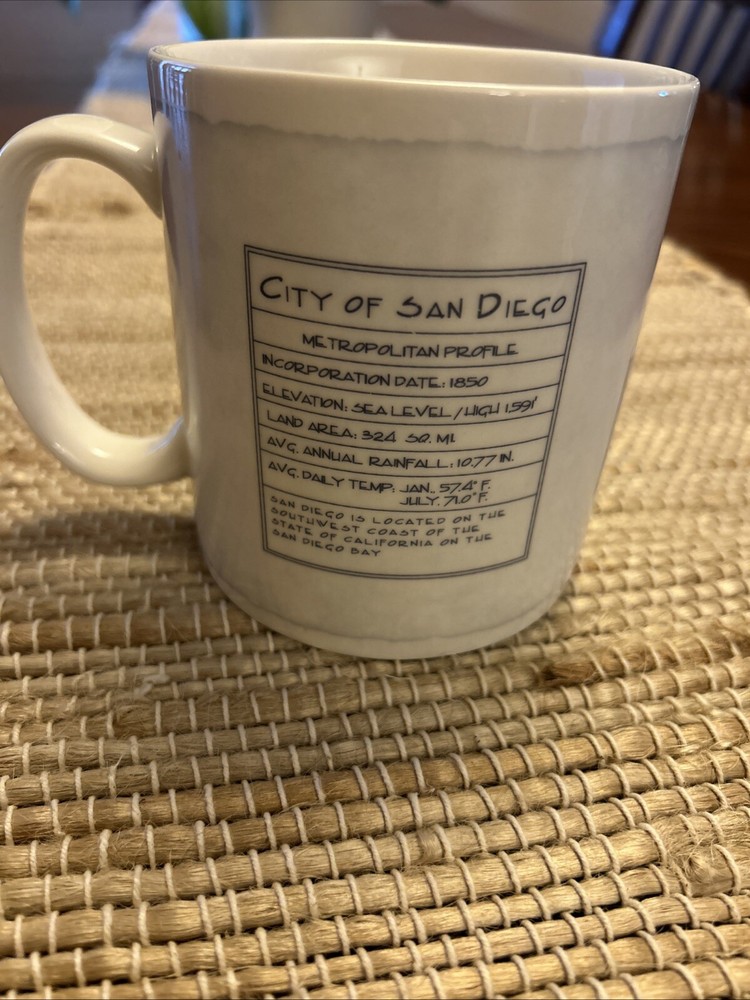 CITY OF SAN DIEGO
METROPOLITAN PROFILE
INCORPORATION DATE: 1850
ELEVATION: SEA LEVEL / HIGH 1,591'
LAND AREA: 324 SQ. MI.
AVG. ANNUAL RAINFALL: 10.77 IN.
AVG. DAILY TEMP: JAN.. 57.4° F.
JULY. 71.0° F.
SAN DIEGO IS LOCATED ON THE
SOUTHWEST COAST OF THE
STATE OF CALIFORNIA ON THE
SAN DIEGO BAY